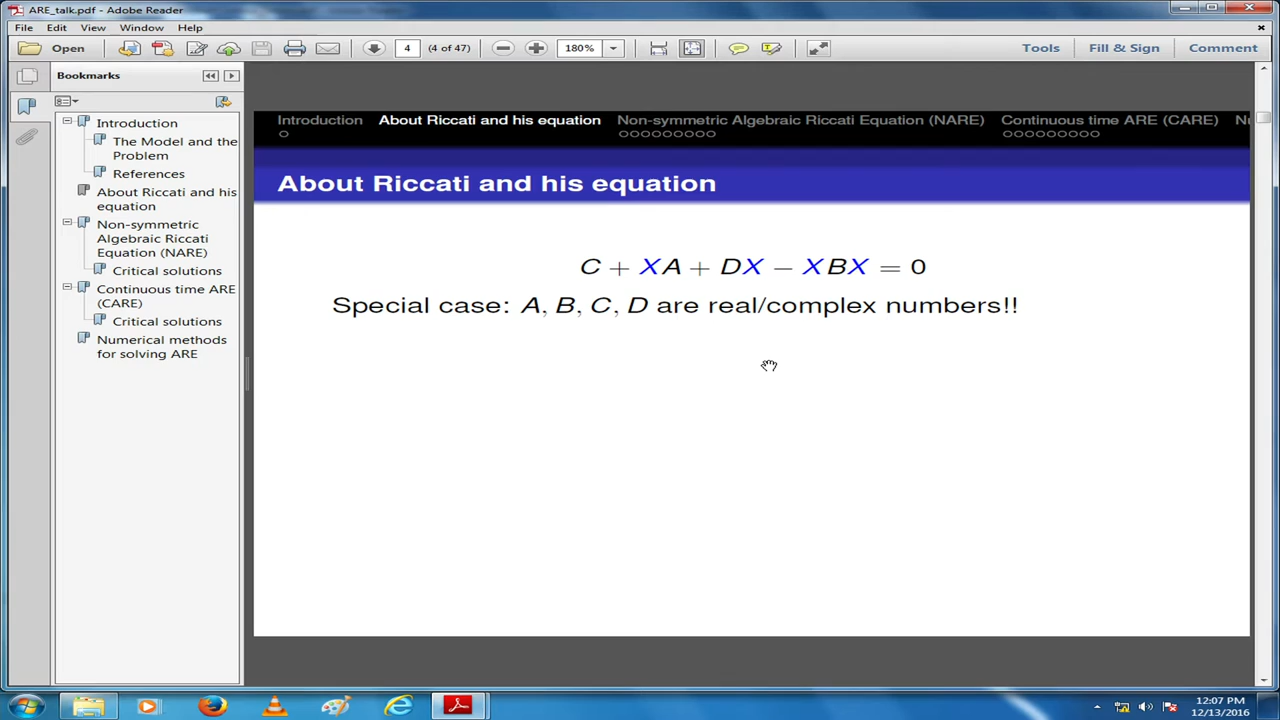 ARE_talk.pdf - Adobe Reader
File Edit View Window Help
Open 4 (4 of 47) 180% Tools Fill & Sign Comment
Bookmarks
Introduction
The Model and the
Problem
References
About Riccati and his
equation
Non-symmetric
Algebraic Riccati
Equation (NARE)
Critical solutions
Continuous time ARE
(CARE)
Critical solutions
Numerical methods
for solving ARE
Introduction About Riccati and his equation Non-symmetric Algebraic Riccati Equation (NARE) Continuous time ARE (CARE)
About Riccati and his equation
C + XA + DX − XBX = 0
Special case: A, B, C, D are real/complex numbers!!
12:07 PM
12/13/2016